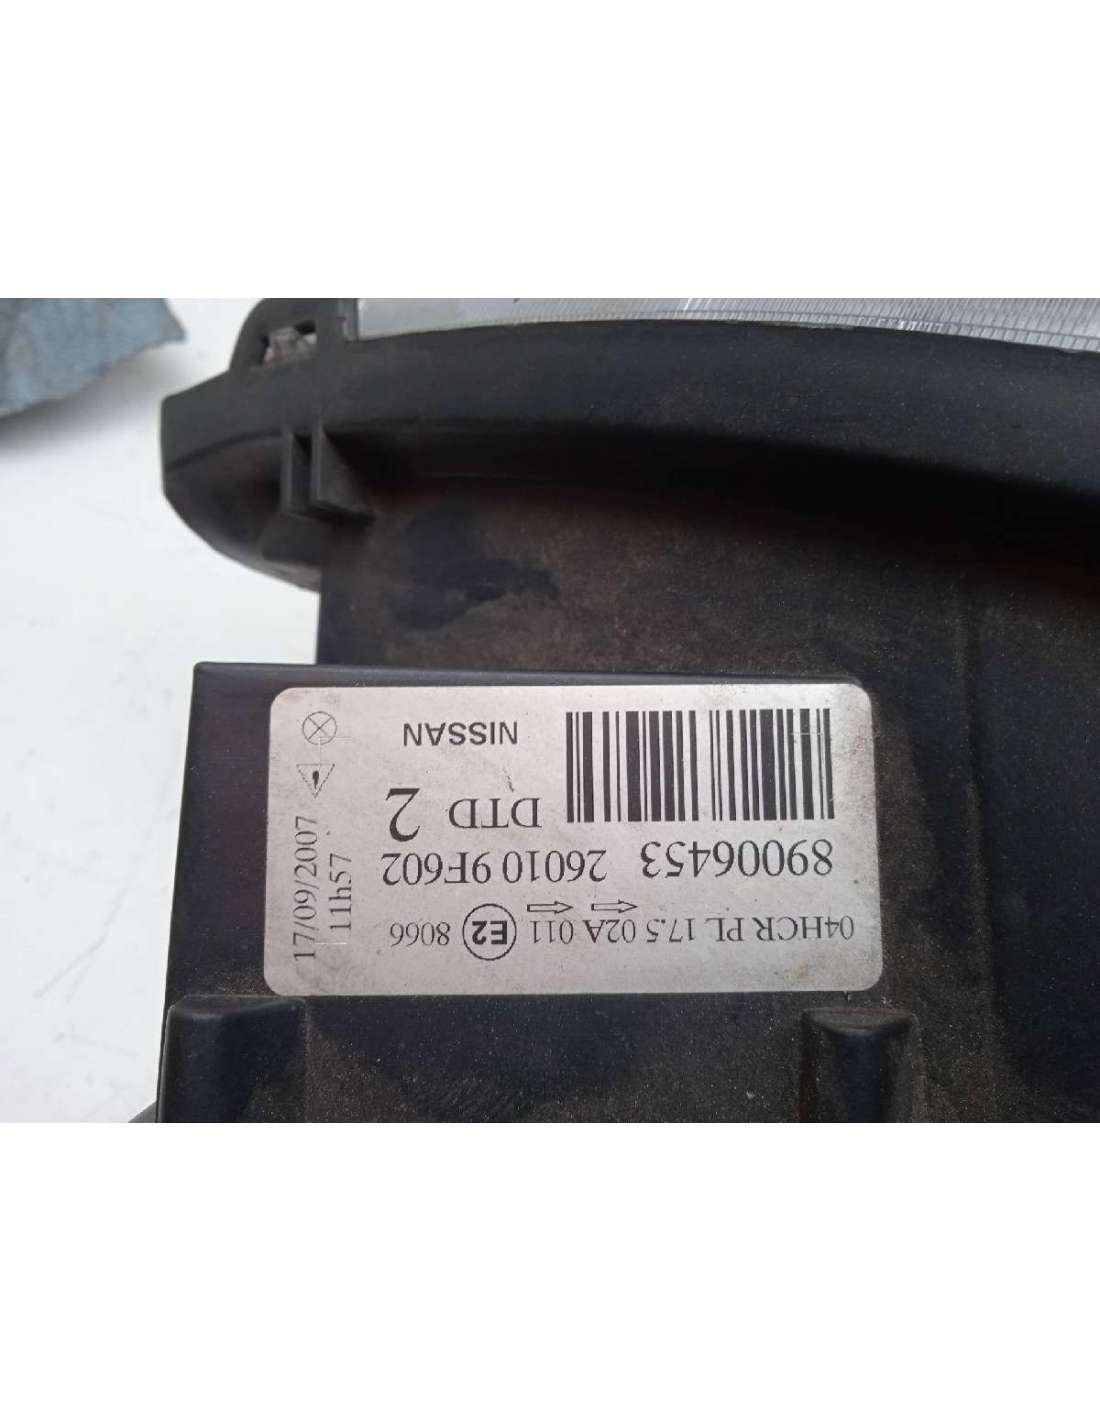 04HCR PL 17.5 02A 011 E2 8066
89006453 26010 9F602
DTD 2
NISSAN
17/09/2007
11h57